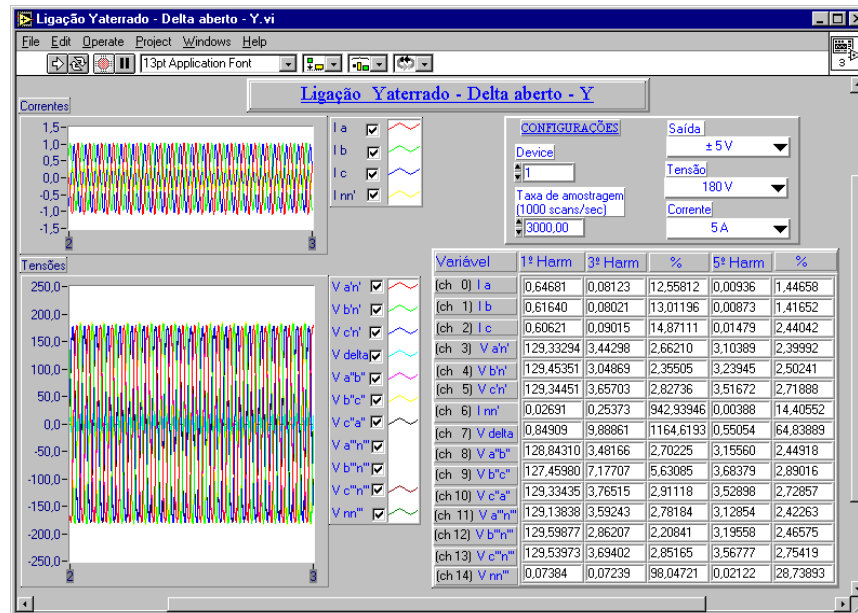 Ligação Yaterrado - Delta aberto - Y.vi
File Edit Operate Project Windows Help
13pt Application Font
3
Ligação Yaterrado - Delta aberto - Y
Correntes
1,5
1,0
0,5
0,0
-0,5
-1,0
-1,5
2 3
I a
I b
I c
I nn'
CONFIGURAÇÕES
Device
1
Taxa de amostragem
(1000 scans/sec)
3000,00
Saída
± 5 V
Tensão
180 V
Corrente
5 A
Tensões
250,0
200,0
150,0
100,0
50,0
0,0
-50,0
-100,0
-150,0
-200,0
-250,0
2 3
V a'n'
V b'n'
V c'n'
V delta
V a"b"
V b"c"
V c"a"
V a'"n'"
V b'"n'"
V c'"n'"
V nn'"
Variável 1º Harm 3º Harm % 5º Harm %
(ch 0) I a 0,64681 0,08123 12,55812 0,00936 1,44658
(ch 1) I b 0,61640 0,08021 13,01196 0,00873 1,41652
(ch 2) I c 0,60621 0,09015 14,87111 0,01479 2,44042
(ch 3) V a'n' 129,33294 3,44298 2,66210 3,10389 2,39992
(ch 4) V b'n' 129,45351 3,04869 2,35505 3,23945 2,50241
(ch 5) V c'n' 129,34451 3,65703 2,82736 3,51672 2,71888
(ch 6) I nn' 0,02691 0,25373 942,93946 0,00388 14,40552
(ch 7) V delta 0,84909 9,88861 1164,6193 0,55054 64,83889
(ch 8) V a"b" 128,84310 3,48166 2,70225 3,15560 2,44918
(ch 9) V b"c" 127,45980 7,17707 5,63085 3,68379 2,89016
(ch 10) V c"a" 129,33435 3,76515 2,91118 3,52898 2,72857
(ch 11) V a'"n'" 129,13838 3,59243 2,78184 3,12854 2,42263
(ch 12) V b'"n'" 129,59877 2,86207 2,20841 3,19558 2,46575
(ch 13) V c'"n'" 129,53973 3,69402 2,85165 3,56777 2,75419
(ch 14) V nn'" 0,07384 0,07239 98,04721 0,02122 28,73893